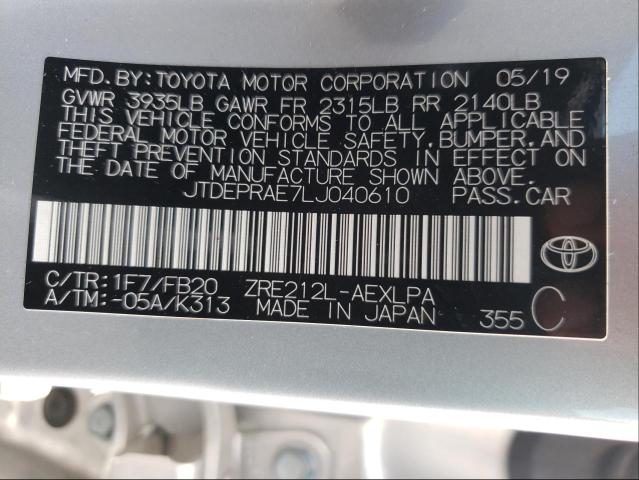 MFD.BY:TOYOTA MOTOR CORPORATION 05/19
GVWR 3935LB GAWR FR 2315LB RR 2140LB
THIS VEHICLE CONFORMS TO ALL APPLICABLE
FEDERAL MOTOR VEHICLE SAFETY, BUMPER, AND
THEFT PREVENTION STANDARDS IN EFFECT ON
THE DATE OF MANUFACTURE SHOWN ABOVE.
JTDEPRAE7LJ040610 PASS.CAR
C/TR:1F7/FB20 ZRE212L-AEXLPA
A/TM:-05A/K313 MADE IN JAPAN 355 C